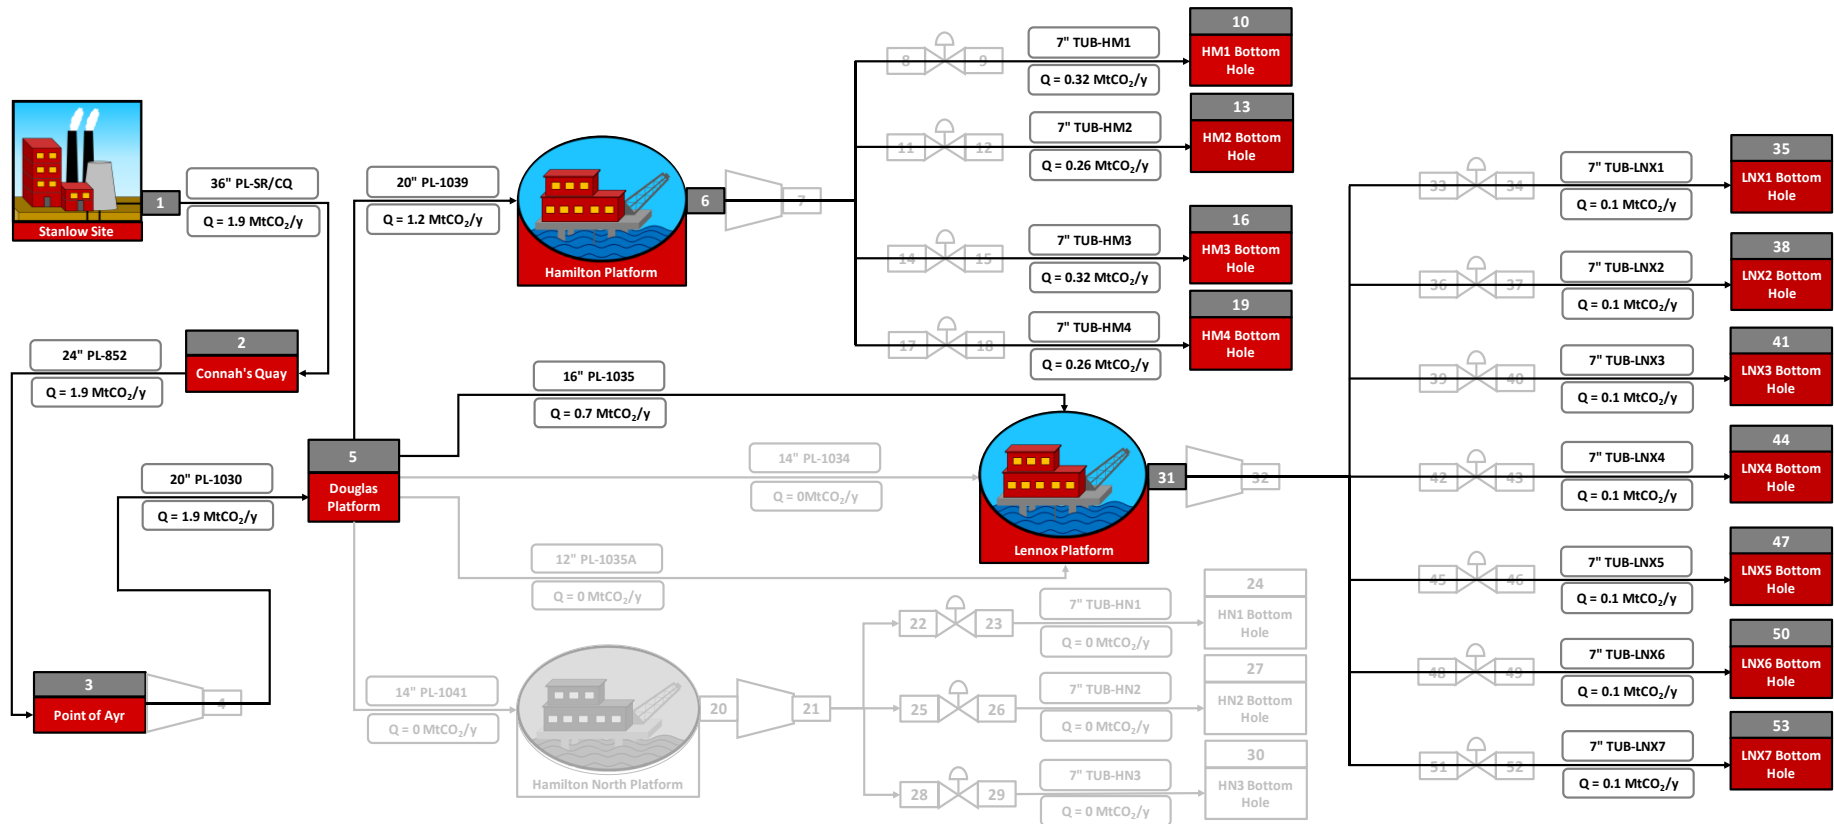 1
Stanlow Site
36" PL-SR/CQ
Q = 1.9 MtCO₂/y
2
Connah's Quay
24" PL-852
Q = 1.9 MtCO₂/y
3
Point of Ayr
4
20" PL-1030
Q = 1.9 MtCO₂/y
5
Douglas
Platform
20" PL-1039
Q = 1.2 MtCO₂/y
Hamilton Platform
6
7
8
9
7" TUB-HM1
Q = 0.32 MtCO₂/y
10
HM1 Bottom
Hole
11
12
7" TUB-HM2
Q = 0.26 MtCO₂/y
13
HM2 Bottom
Hole
14
15
7" TUB-HM3
Q = 0.32 MtCO₂/y
16
HM3 Bottom
Hole
17
18
7" TUB-HM4
Q = 0.26 MtCO₂/y
19
HM4 Bottom
Hole
16" PL-1035
Q = 0.7 MtCO₂/y
14" PL-1034
Q = 0MtCO₂/y
12" PL-1035A
Q = 0 MtCO₂/y
Lennox Platform
31
32
14" PL-1041
Q = 0 MtCO₂/y
Hamilton North Platform
20
21
22
23
7" TUB-HN1
Q = 0 MtCO₂/y
24
HN1 Bottom
Hole
25
26
7" TUB-HN2
Q = 0 MtCO₂/y
27
HN2 Bottom
Hole
28
29
7" TUB-HN3
Q = 0 MtCO₂/y
30
HN3 Bottom
Hole
33
34
7" TUB-LNX1
Q = 0.1 MtCO₂/y
35
LNX1 Bottom
Hole
36
37
7" TUB-LNX2
Q = 0.1 MtCO₂/y
38
LNX2 Bottom
Hole
39
40
7" TUB-LNX3
Q = 0.1 MtCO₂/y
41
LNX3 Bottom
Hole
42
43
7" TUB-LNX4
Q = 0.1 MtCO₂/y
44
LNX4 Bottom
Hole
45
46
7" TUB-LNX5
Q = 0.1 MtCO₂/y
47
LNX5 Bottom
Hole
48
49
7" TUB-LNX6
Q = 0.1 MtCO₂/y
50
LNX6 Bottom
Hole
51
52
7" TUB-LNX7
Q = 0.1 MtCO₂/y
53
LNX7 Bottom
Hole